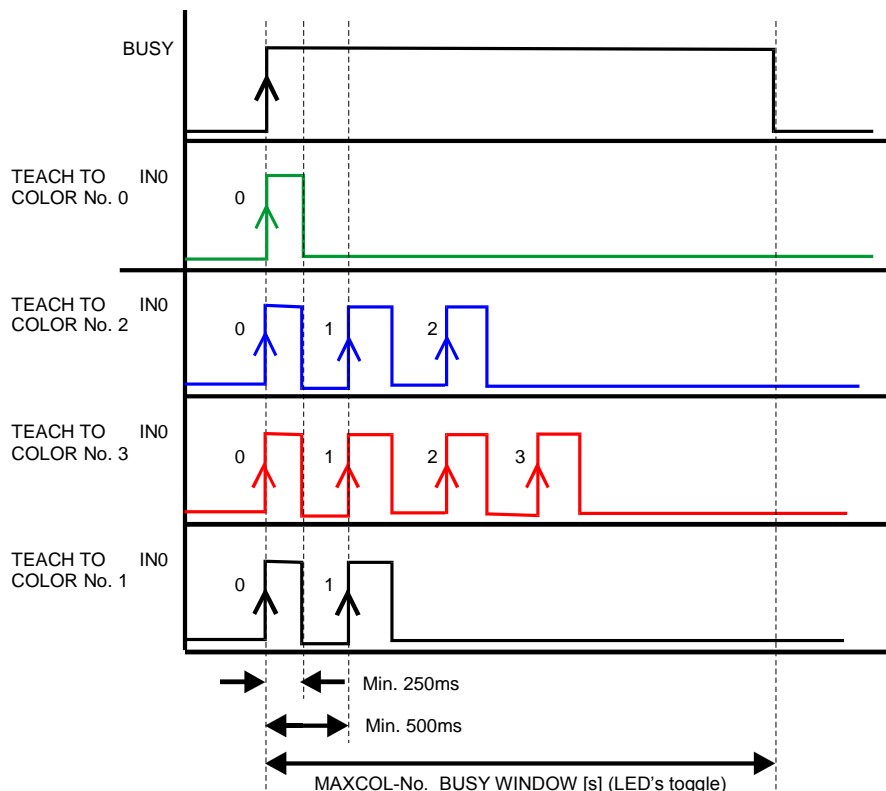 BUSY
TEACH TO IN0
COLOR No. 0
0
TEACH TO IN0
COLOR No. 2
0 1 2
TEACH TO IN0
COLOR No. 3
0 1 2 3
TEACH TO IN0
COLOR No. 1
0 1
Min. 250ms
Min. 500ms
MAXCOL-No. BUSY WINDOW [s] (LED's toggle)